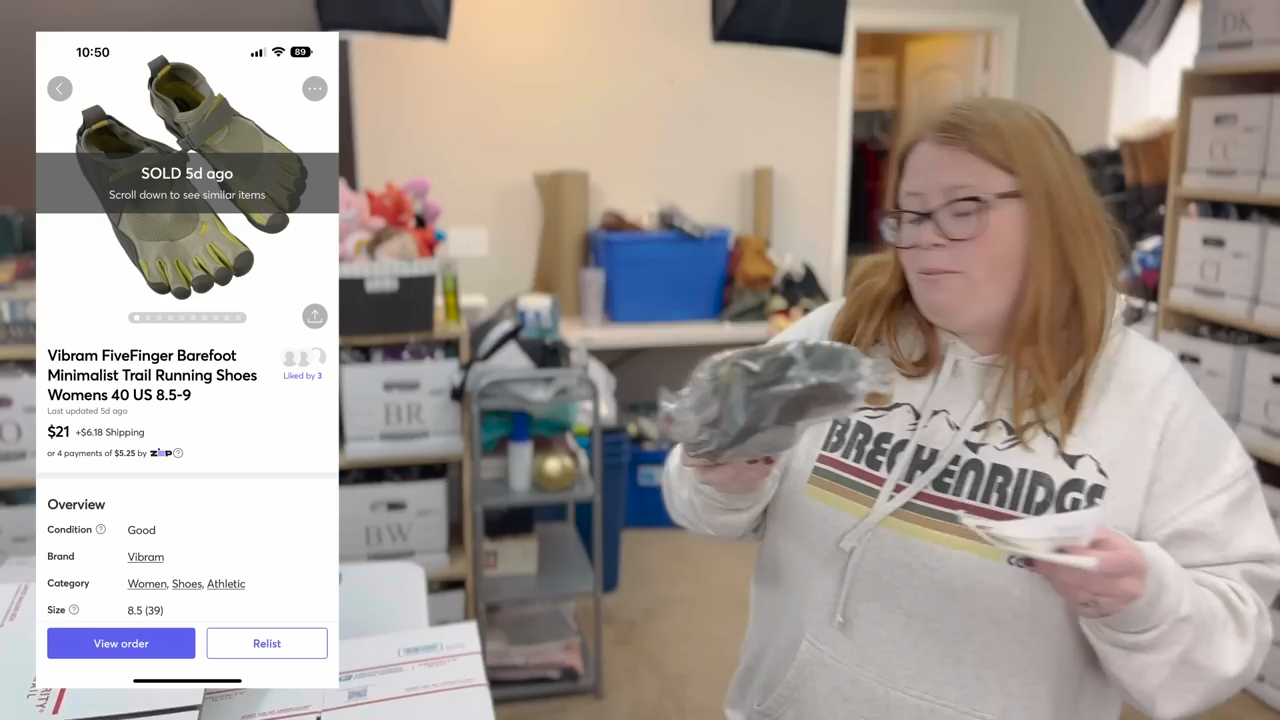 10:50
89
SOLD 5d ago
Scroll down to see similar items
Vibram FiveFinger Barefoot
Minimalist Trail Running Shoes
Womens 40 US 8.5-9
Liked by 3
Last updated 5d ago
$21 +$6.18 Shipping
or 4 payments of $5.25 by ZIP ?
Overview
Condition ? Good
Brand Vibram
Category Women, Shoes, Athletic
Size ? 8.5 (39)
View order
Relist
BR
BW
BRECKENRIDGE
DK
CC
CI